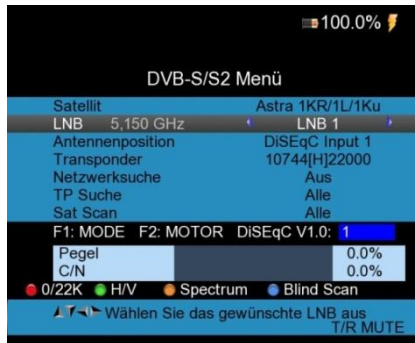 100.0%
DVB-S/S2 Menü
Satellit Astra 1KR/1L/1Ku
LNB 5,150 GHz LNB 1
Antennenposition DiSEqC Input 1
Transponder 10744[H]22000
Netzwerksuche Aus
TP Suche Alle
Sat Scan Alle
F1: MODE F2: MOTOR DiSEqC V1.0: 1
Pegel 0.0%
C/N 0.0%
0/22K H/V Spectrum Blind Scan
Wählen Sie das gewünschte LNB aus
T/R MUTE